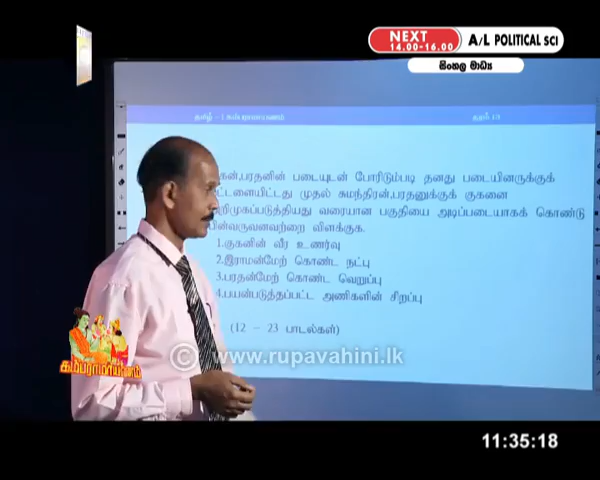 NEXT
14.00-16.00
A/L POLITICAL SCI
සිංහල මාධ්‍ය
தமிழ் - I கம்பராமாயணம்
தரம் 13
குகன்,பரதனின் படையுடன் போரிடும்படி தனது படையினருக்குக்
கட்டளையிட்டது முதல் சுமந்திரன்,பரதனுக்குக் குகனை
அறிமுகப்படுத்தியது வரையான பகுதியை அடிப்படையாகக் கொண்டு
பின்வருவனவற்றை விளக்குக.
1.குகனின் வீர உணர்வு
2.இராமன்மேற் கொண்ட நட்பு
3.பரதன்மேற் கொண்ட வெறுப்பு
4.பயன்படுத்தப்பட்ட அணிகளின் சிறப்பு
(12 – 23 பாடல்கள்)
கம்பராமாயணம்
© www.rupavahini.lk
11:35:18